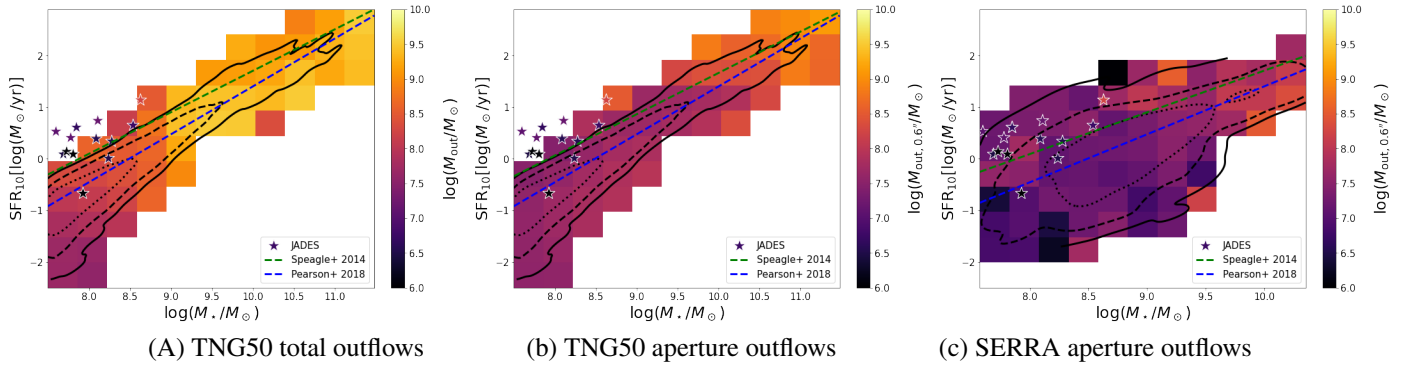 SFR₁₀[log(M⊙/yr)]
2
1
0
−1
−2
8.0 8.5 9.0 9.5 10.0 10.5 11.0
log(M⋆/M⊙)
★ JADES
Speagle+ 2014
Pearson+ 2018
10.0
9.5
9.0
8.5
8.0
7.5
7.0
6.5
6.0
log(Mout/M⊙)
(A) TNG50 total outflows
SFR₁₀[log(M⊙/yr)]
2
1
0
−1
−2
8.0 8.5 9.0 9.5 10.0 10.5 11.0
log(M⋆/M⊙)
★ JADES
Speagle+ 2014
Pearson+ 2018
10.0
9.5
9.0
8.5
8.0
7.5
7.0
6.5
6.0
log(Mout, 0.6″/M⊙)
(b) TNG50 aperture outflows
SFR₁₀[log(M⊙/yr)]
2
1
0
−1
−2
8.0 8.5 9.0 9.5 10.0
log(M⋆/M⊙)
★ JADES
Speagle+ 2014
Pearson+ 2018
10.0
9.5
9.0
8.5
8.0
7.5
7.0
6.5
6.0
log(Mout, 0.6″/M⊙)
(c) SERRA aperture outflows